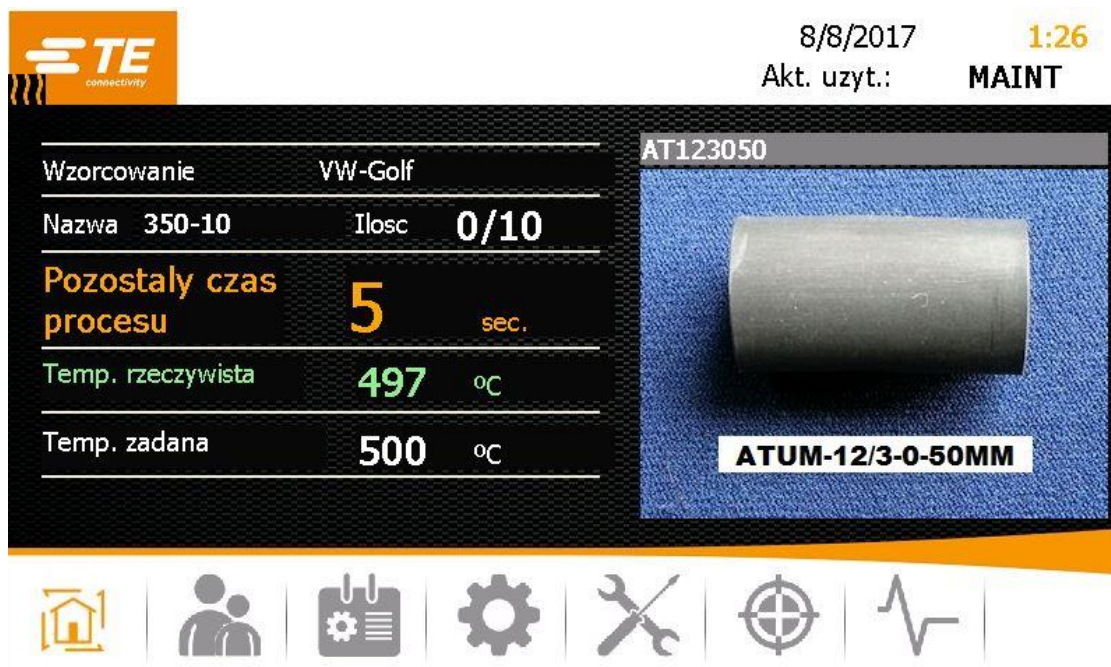 TE
connectivity
8/8/2017 1:26
Akt. uzyt.: MAINT
Wzorcowanie VW-Golf
Nazwa 350-10 Ilosc 0/10
Pozostaly czas
procesu 5 sec.
Temp. rzeczywista 497 ºC
Temp. zadana 500 ºC
AT123050
ATUM-12/3-0-50MM